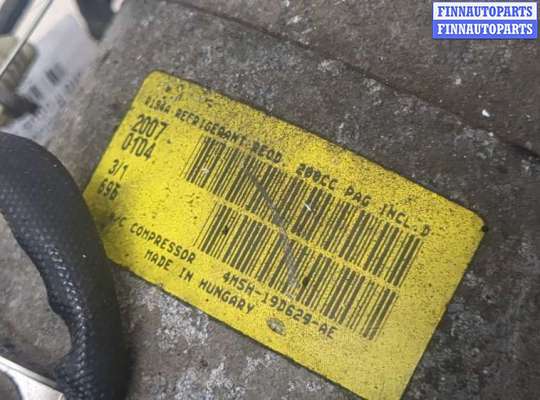 FINNAUTOPARTS
FINNAUTOPARTS
R134A REFRIGERANT REQD. 200CC PAG INCL.D
2007
0104
3/1
69B
A/C COMPRESSOR
4M5H-19D629-AE
MADE IN HUNGARY